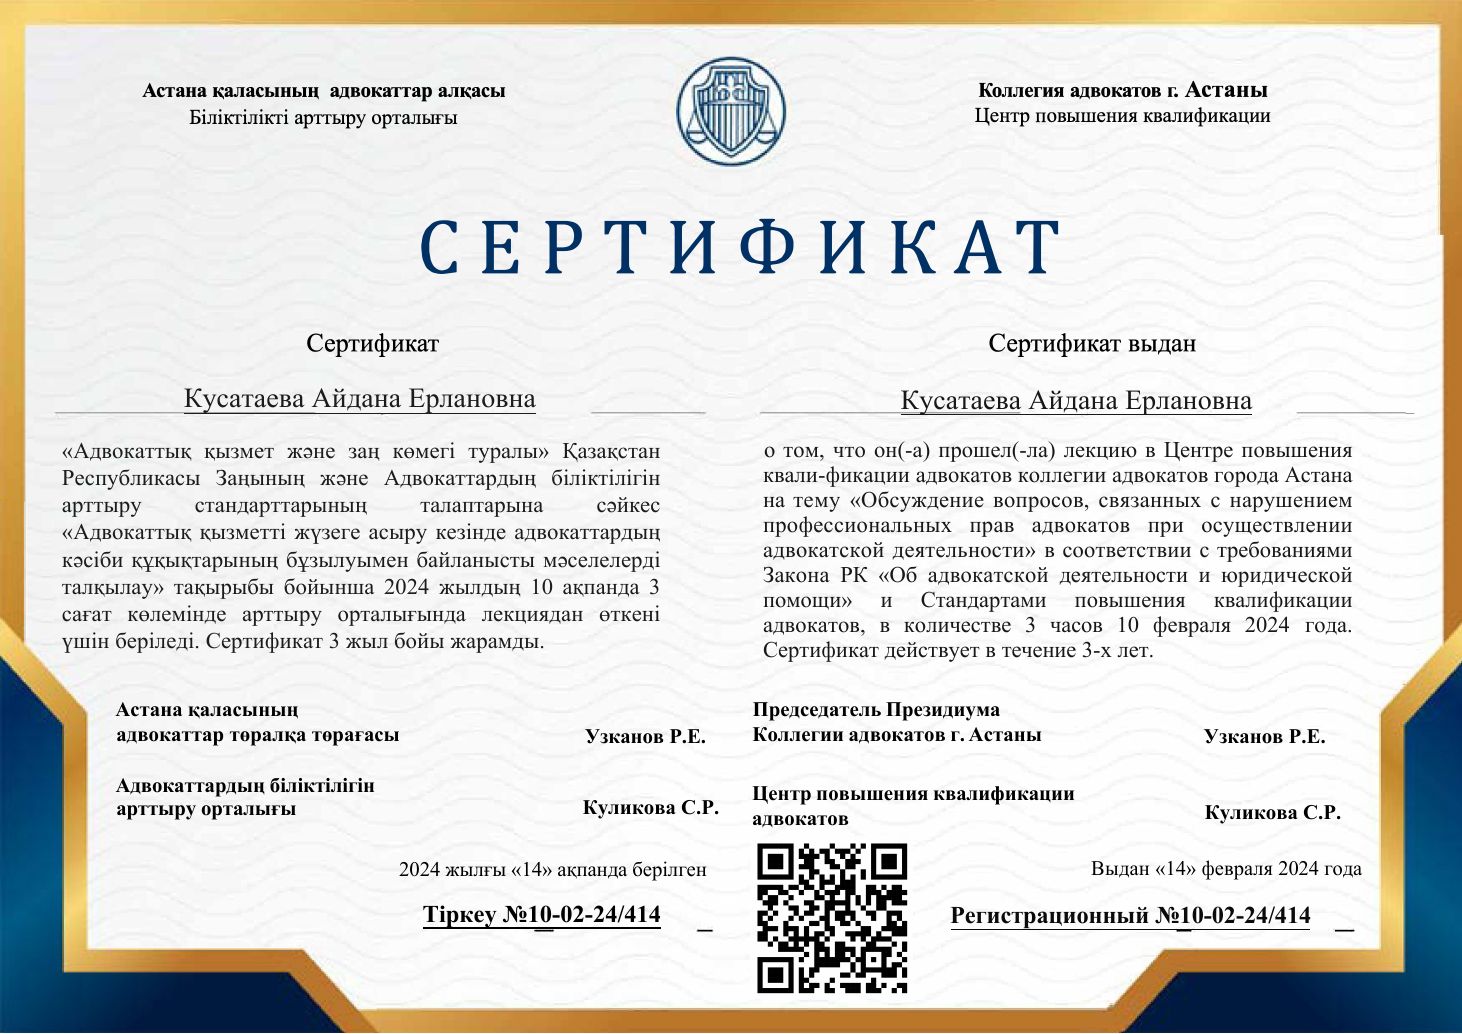 Астана қаласының адвокаттар алқасы
Біліктілікті арттыру орталығы
Коллегия адвокатов г. Астаны
Центр повышения квалификации
СЕРТИФИКАТ
Сертификат
Кусатаева Айдана Ерлановна
«Адвокаттық қызмет және заң көмегі туралы» Қазақстан
Республикасы Заңының және Адвокаттардың біліктілігін
арттыру стандарттарының талаптарына сәйкес
«Адвокаттық қызметті жүзеге асыру кезінде адвокаттардың
кәсіби құқықтарының бұзылуымен байланысты мәселелерді
талқылау» тақырыбы бойынша 2024 жылдың 10 ақпанда 3
сағат көлемінде арттыру орталығында лекциядан өткені
үшін беріледі. Сертификат 3 жыл бойы жарамды.
Сертификат выдан
Кусатаева Айдана Ерлановна
о том, что он(-а) прошел(-ла) лекцию в Центре повышения
квали-фикации адвокатов коллегии адвокатов города Астана
на тему «Обсуждение вопросов, связанных с нарушением
профессиональных прав адвокатов при осуществлении
адвокатской деятельности» в соответствии с требованиями
Закона РК «Об адвокатской деятельности и юридической
помощи» и Стандартами повышения квалификации
адвокатов, в количестве 3 часов 10 февраля 2024 года.
Сертификат действует в течение 3-х лет.
Астана қаласының
адвокаттар төралқа төрағасы Узканов Р.Е.
Адвокаттардың біліктілігін
арттыру орталығы Куликова С.Р.
2024 жылғы «14» ақпанда берілген
Тіркеу №10-02-24/414
Председатель Президиума
Коллегии адвокатов г. Астаны Узканов Р.Е.
Центр повышения квалификации
адвокатов Куликова С.Р.
Выдан «14» февраля 2024 года
Регистрационный №10-02-24/414